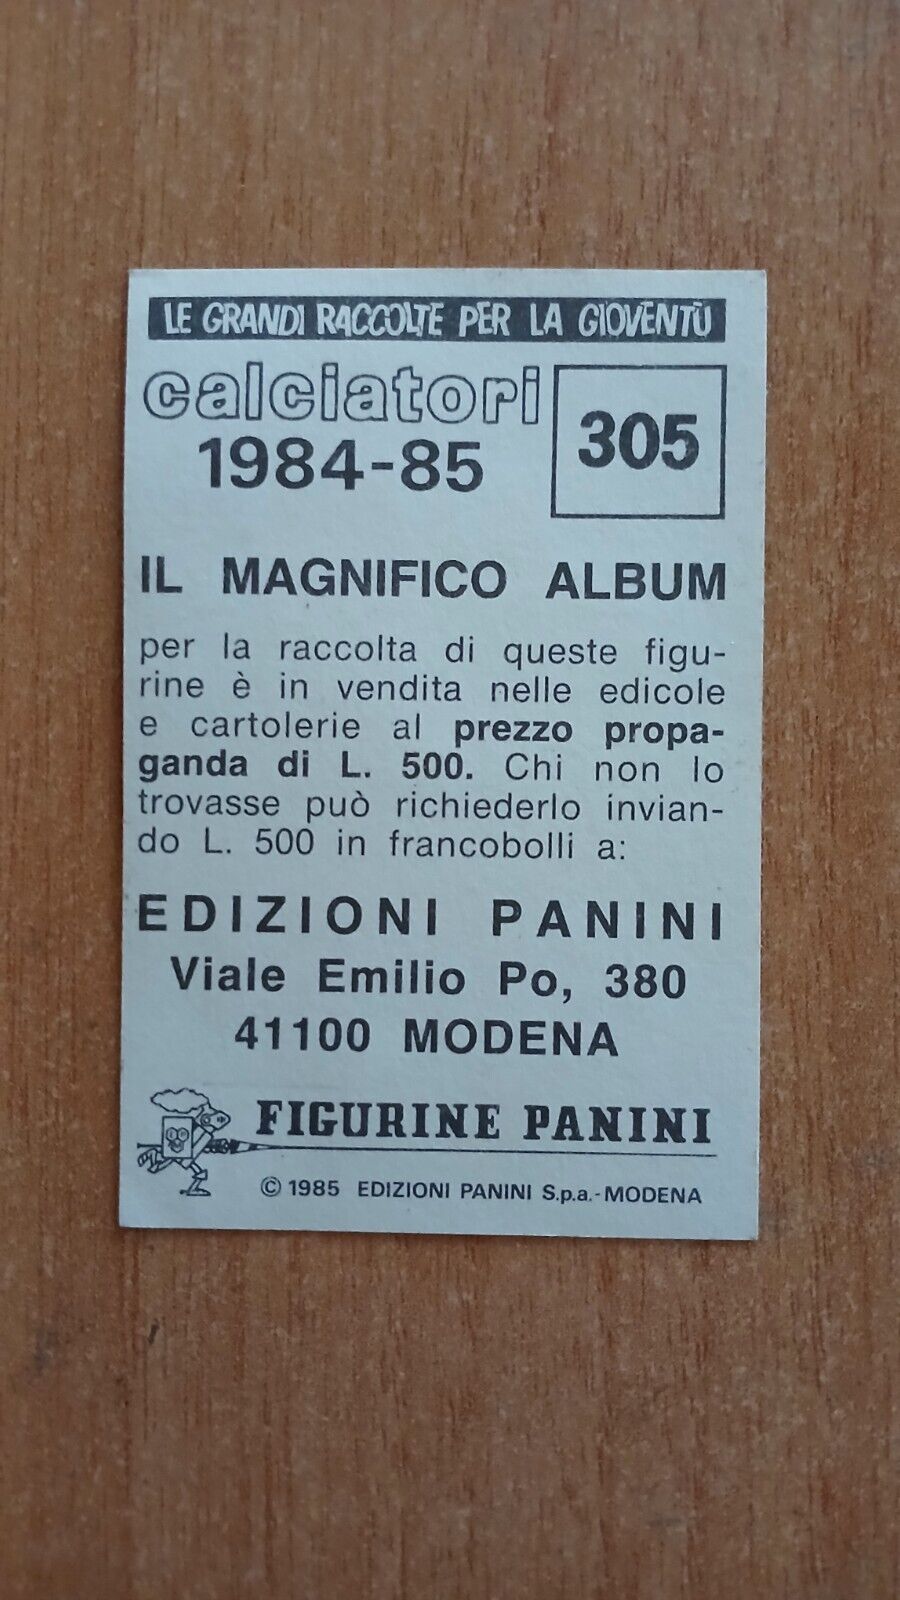 LE GRANDI RACCOLTE PER LA GIOVENTÙ
calciatori
1984-85
305
IL MAGNIFICO ALBUM
per la raccolta di queste figu-
rine è in vendita nelle edicole
e cartolerie al prezzo propa-
ganda di L. 500. Chi non lo
trovasse può richiederlo invian-
do L. 500 in francobolli a:
EDIZIONI PANINI
Viale Emilio Po, 380
41100 MODENA
FIGURINE PANINI
© 1985 EDIZIONI PANINI S.p.a.-MODENA